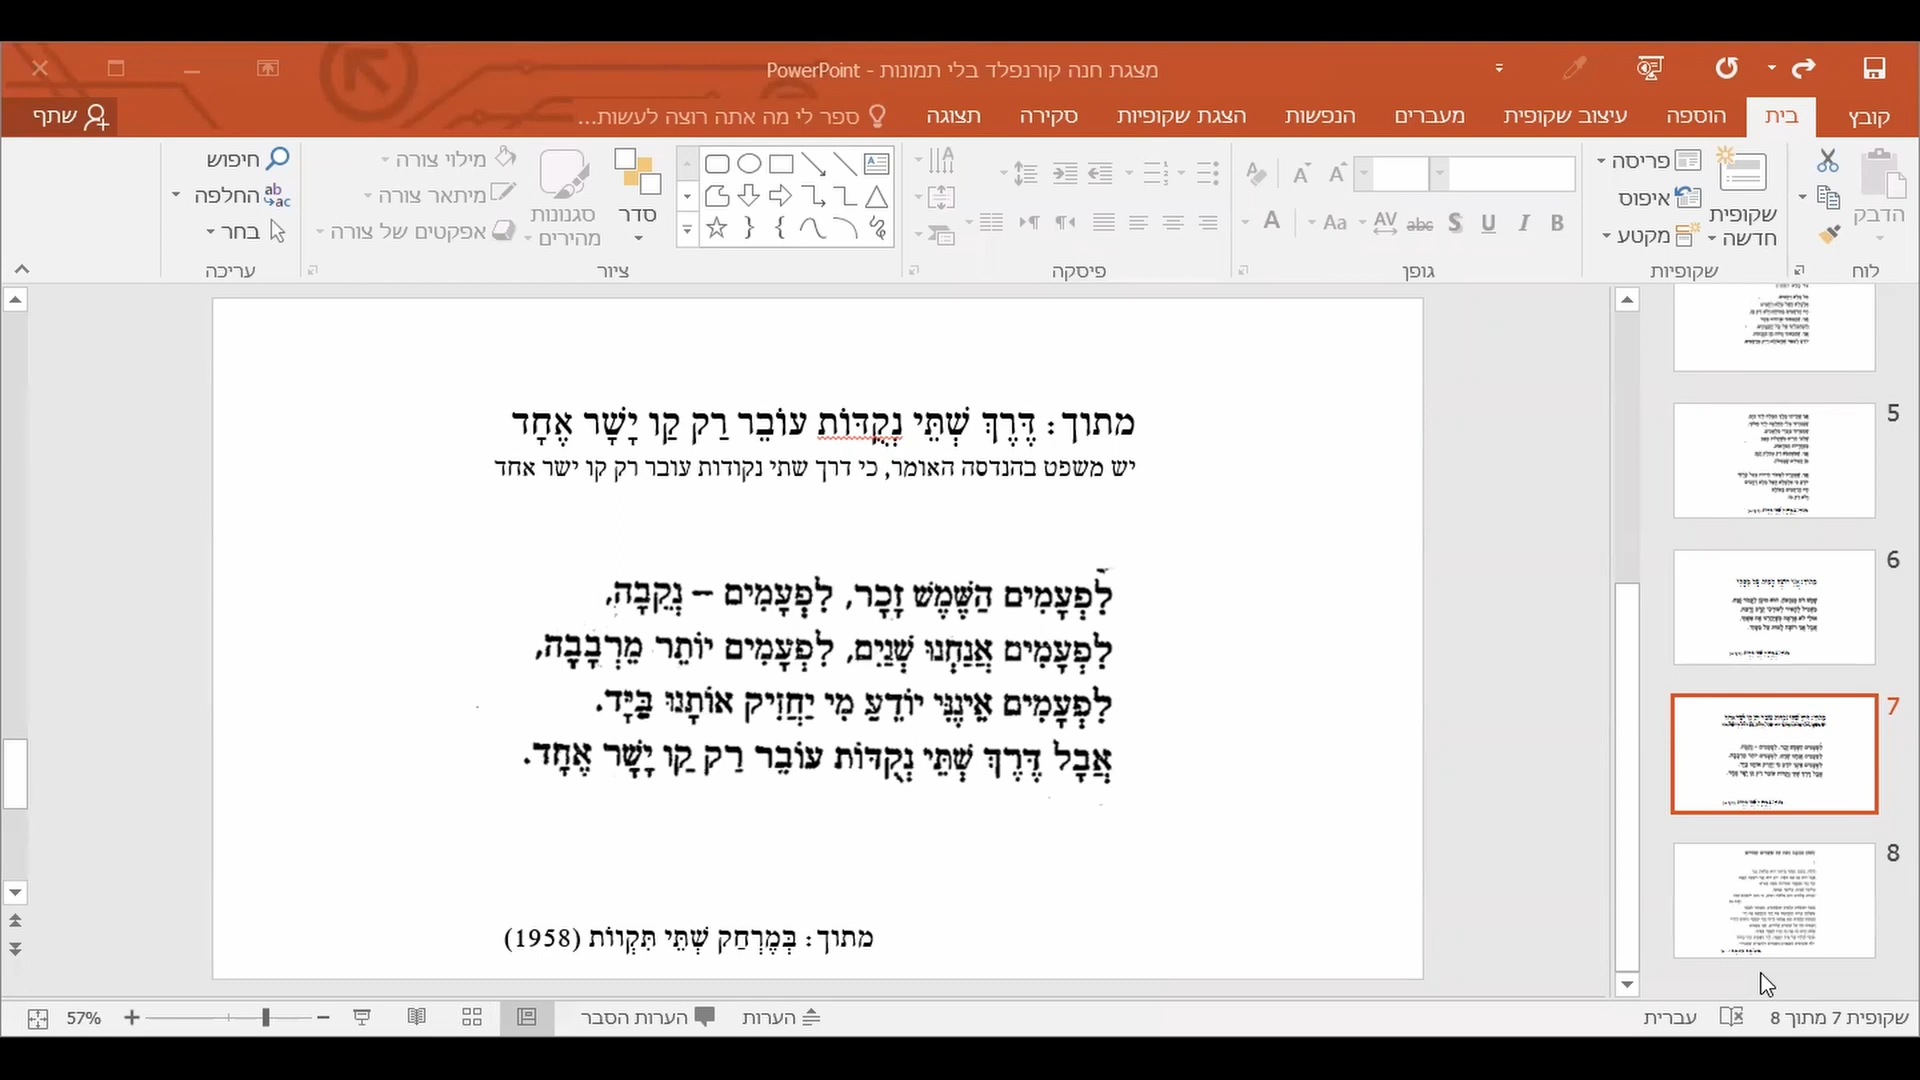 מצגת חנה קורנפלד בלי תמונות - PowerPoint
קובץ
בית
הוספה
עיצוב שקופית
מעברים
הנפשות
הצגת שקופיות
סקירה
תצוגה
ספר לי מה אתה רוצה לעשות...
שתף
הדבק
לוח
שקופית חדשה
פריסה
איפוס
מקטע
שקופיות
גופן
פיסקה
סדר
סגנונות מהירים
מילוי צורה
מיתאר צורה
אפקטים של צורה
ציור
חיפוש
החלפה
בחר
עריכה
מתוך: דֶּרֶךְ שְׁתֵּי נְקֻדּוֹת עוֹבֵר רַק קַו יָשָׁר אֶחָד
יש משפט בהנדסה האומר, כי דרך שתי נקודות עובר רק קו ישר אחד
לִפְעָמִים הַשֶּׁמֶשׁ זָכָר, לִפְעָמִים – נְקֵבָה,
לִפְעָמִים אֲנַחְנוּ שְׁנַיִם, לִפְעָמִים יוֹתֵר מֵרְבָבָה,
לִפְעָמִים אֵינֶנִּי יוֹדֵעַ מִי יַחֲזִיק אוֹתָנוּ בַּיָּד.
אֲבָל דֶּרֶךְ שְׁתֵּי נְקֻדּוֹת עוֹבֵר רַק קַו יָשָׁר אֶחָד.
מתוך: בְּמֶרְחַק שְׁתֵּי תִּקְווֹת (1958)
5
6
7
8
שקופית 7 מתוך 8
עברית
הערות
הערות הסבר
57%